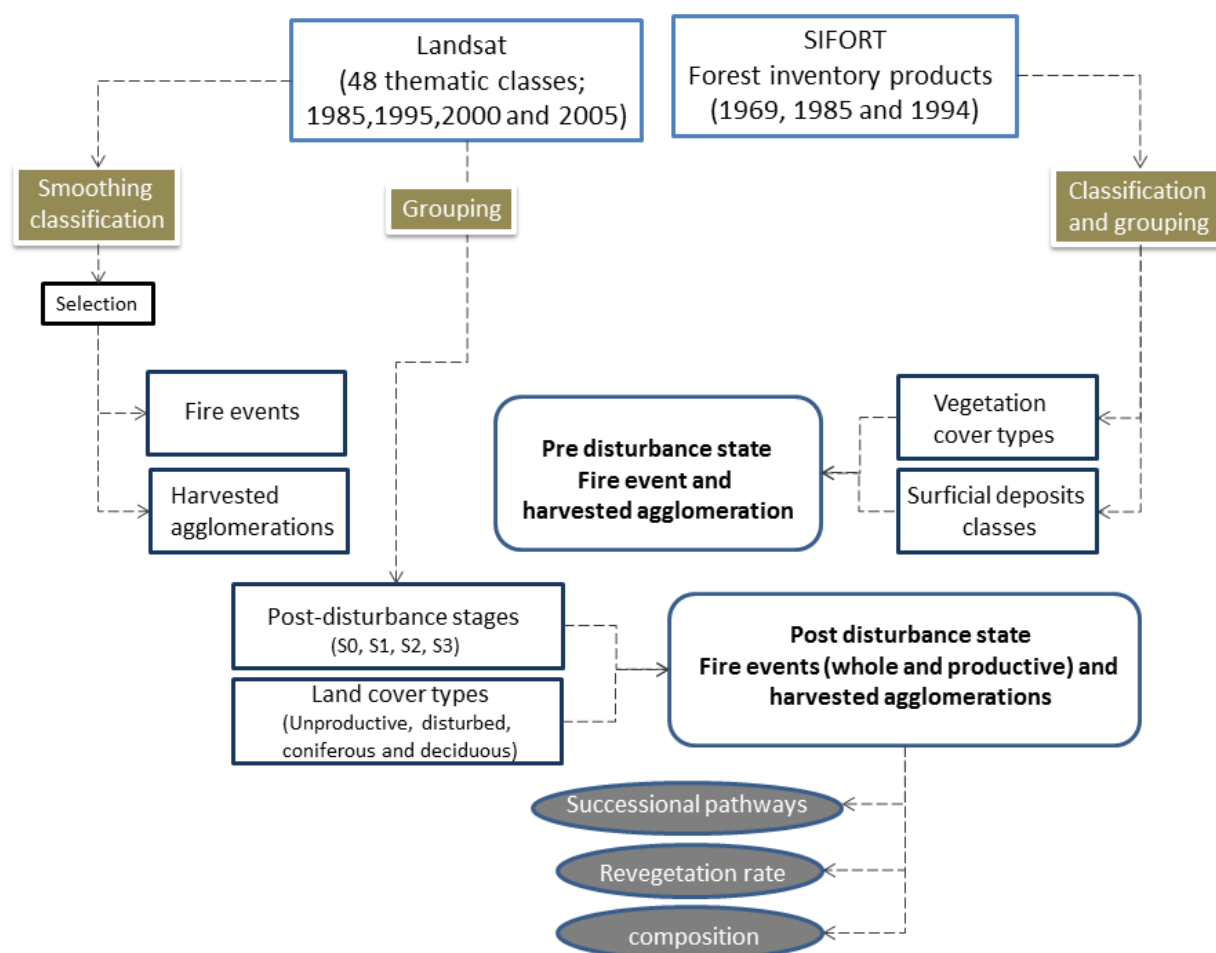 Landsat
(48 thematic classes;
1985,1995,2000 and 2005)
SIFORT
Forest inventory products
(1969, 1985 and 1994)
Smoothing
classification
Grouping
Classification
and grouping
Selection
Fire events
Harvested
agglomerations
Vegetation
cover types
Surficial deposits
classes
Pre disturbance state
Fire event and
harvested agglomeration
Post-disturbance stages
(S0, S1, S2, S3)
Land cover types
(Unproductive, disturbed,
coniferous and deciduous)
Post disturbance state
Fire events (whole and productive) and
harvested agglomerations
Successional pathways
Revegetation rate
composition